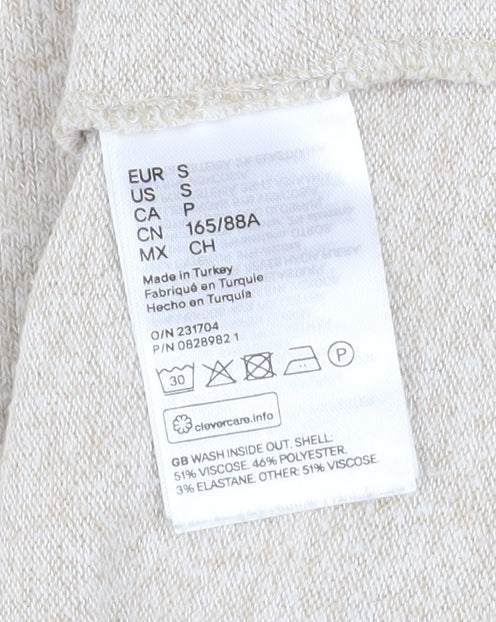 EUR S
US S
CA P
CN 165/88A
MX CH
Made in Turkey
Fabriqué en Turquie
Hecho en Turquía
O/N 231704
P/N 0828982 1
30 P
clevercare.info
GB WASH INSIDE OUT. SHELL:
51% VISCOSE. 46% POLYESTER.
3% ELASTANE. OTHER: 51% VISCOSE.